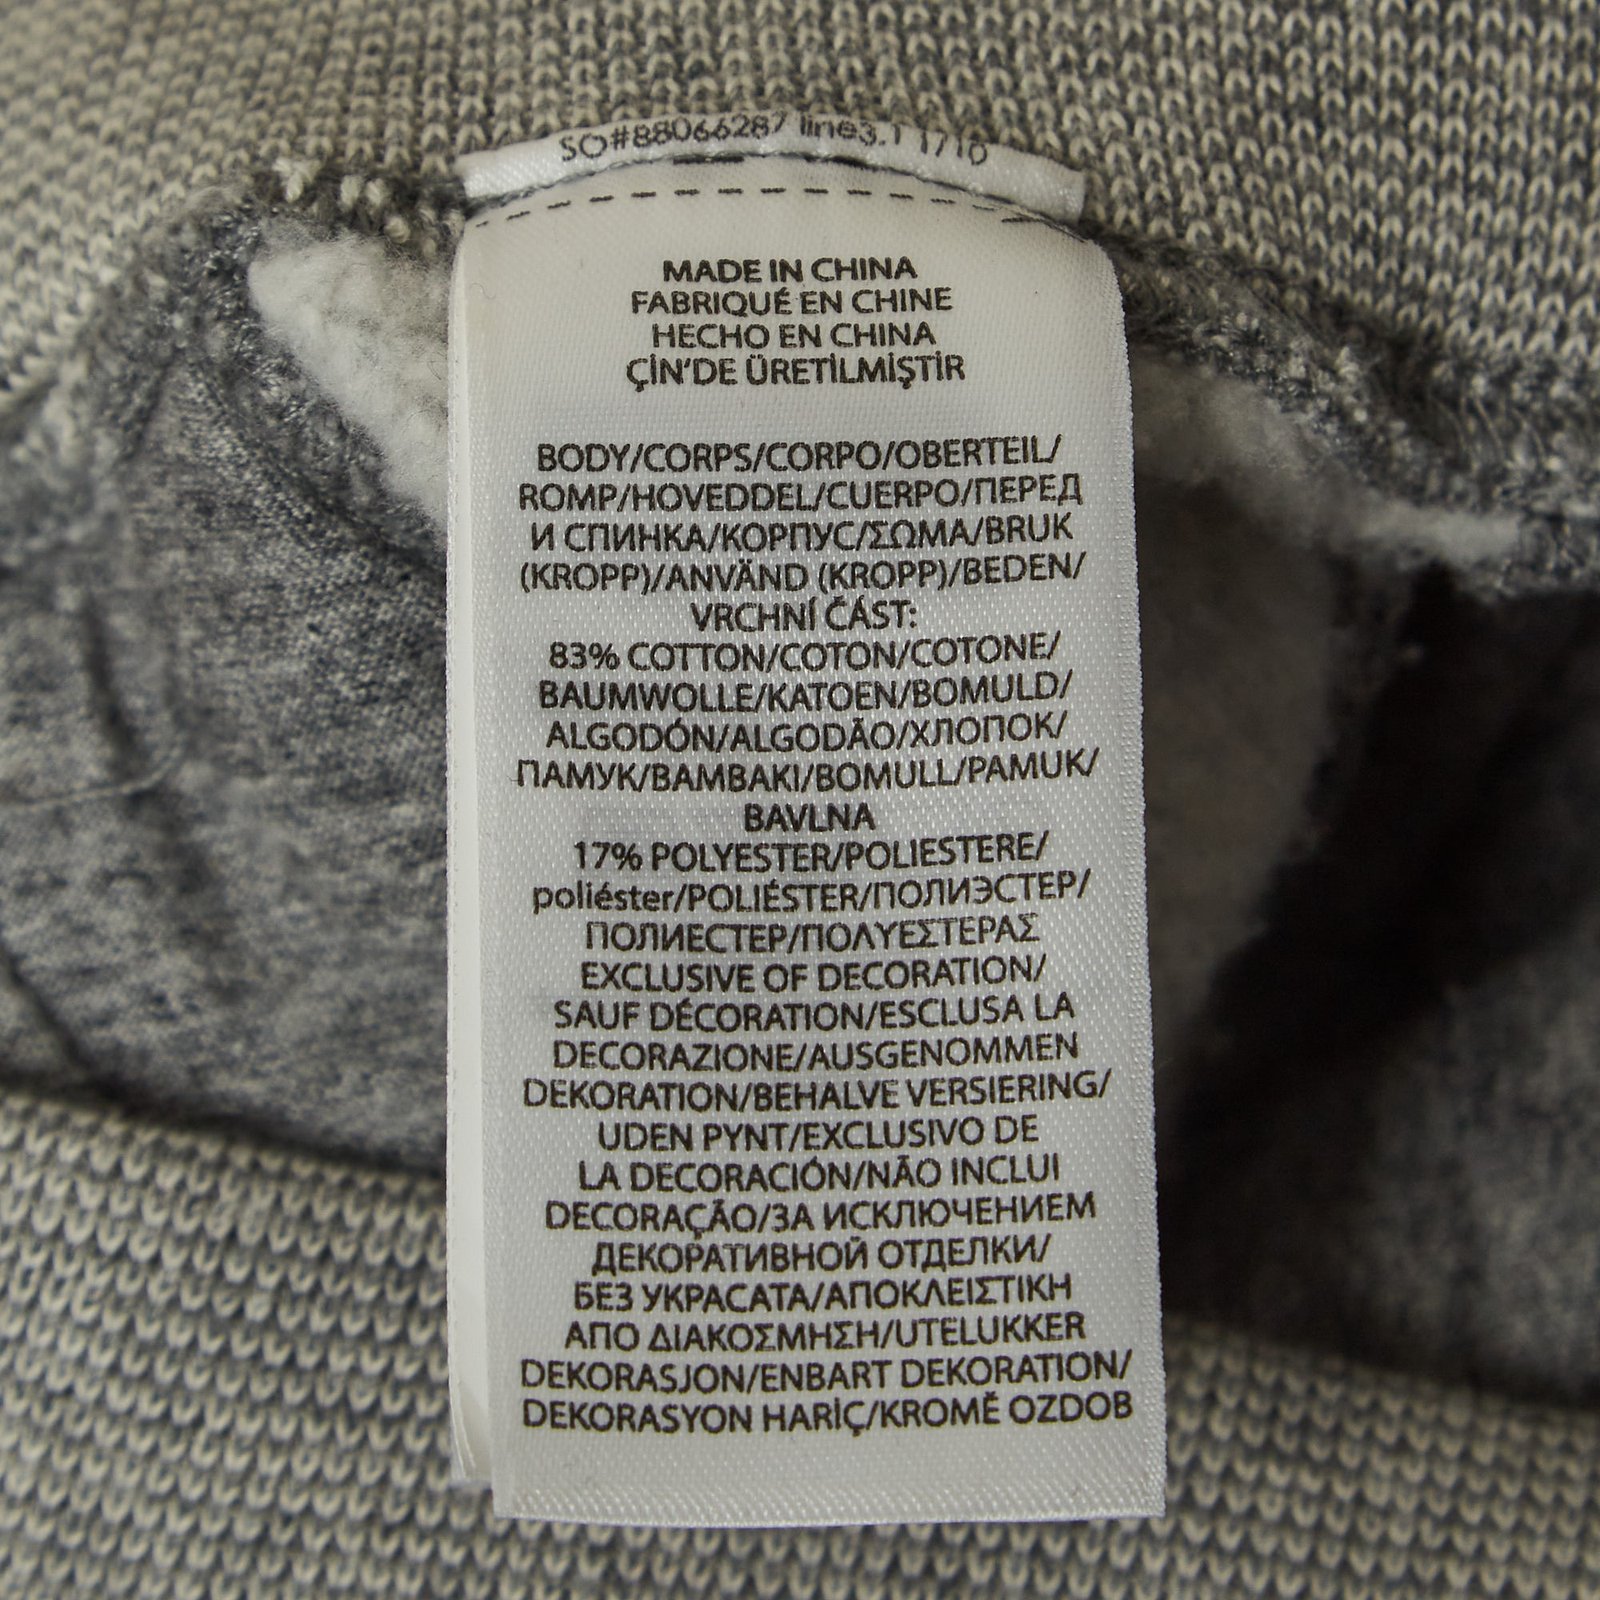 SO#88066287 line3.1 1710
MADE IN CHINA
FABRIQUÉ EN CHINE
HECHO EN CHINA
ÇİN'DE ÜRETİLMİŞTİR
BODY/CORPS/CORPO/OBERTEIL/
ROMP/HOVEDDEL/CUERPO/ПЕРЕД
И СПИНКА/КОРПУС/ΣΩΜΑ/BRUK
(KROPP)/ANVÄND (KROPP)/BEDEN/
VRCHNÍ ČÁST:
83% COTTON/COTON/COTONE/
BAUMWOLLE/KATOEN/BOMULD/
ALGODÓN/ALGODÃO/ХЛОПОК/
ПАМУК/ΒΑΜΒΑΚΙ/BOMULL/PAMUK/
BAVLNA
17% POLYESTER/POLIESTERE/
poliéster/POLIÉSTER/ПОЛИЭСТЕР/
ПОЛИЕСТЕР/ΠΟΛΥΕΣΤΕΡΑΣ
EXCLUSIVE OF DECORATION/
SAUF DÉCORATION/ESCLUSA LA
DECORAZIONE/AUSGENOMMEN
DEKORATION/BEHALVE VERSIERING/
UDEN PYNT/EXCLUSIVO DE
LA DECORACIÓN/NÃO INCLUI
DECORAÇÃO/ЗА ИСКЛЮЧЕНИЕМ
ДЕКОРАТИВНОЙ ОТДЕЛКИ/
БЕЗ УКРАСАТА/ΑΠΟΚΛΕΙΣΤΙΚΗ
ΑΠΟ ΔΙΑΚΟΣΜΗΣΗ/UTELUKKER
DEKORASJON/ENBART DEKORATION/
DEKORASYON HARİÇ/KROMĚ OZDOB